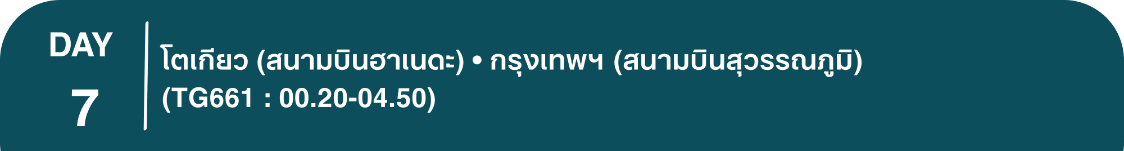 DAY
7
โตเกียว (สนามบินฮาเนดะ) • กรุงเทพฯ (สนามบินสุวรรณภูมิ)
(TG661 : 00.20-04.50)